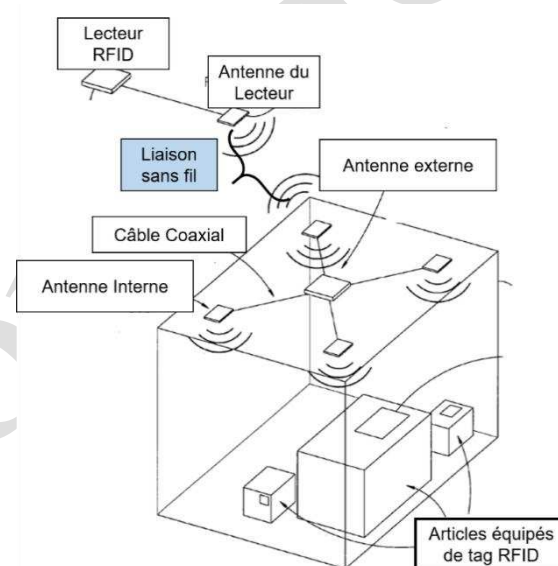 Lecteur
RFID
Antenne du
Lecteur
Liaison
sans fil
Antenne externe
Câble Coaxial
Antenne Interne
Articles équipés
de tag RFID